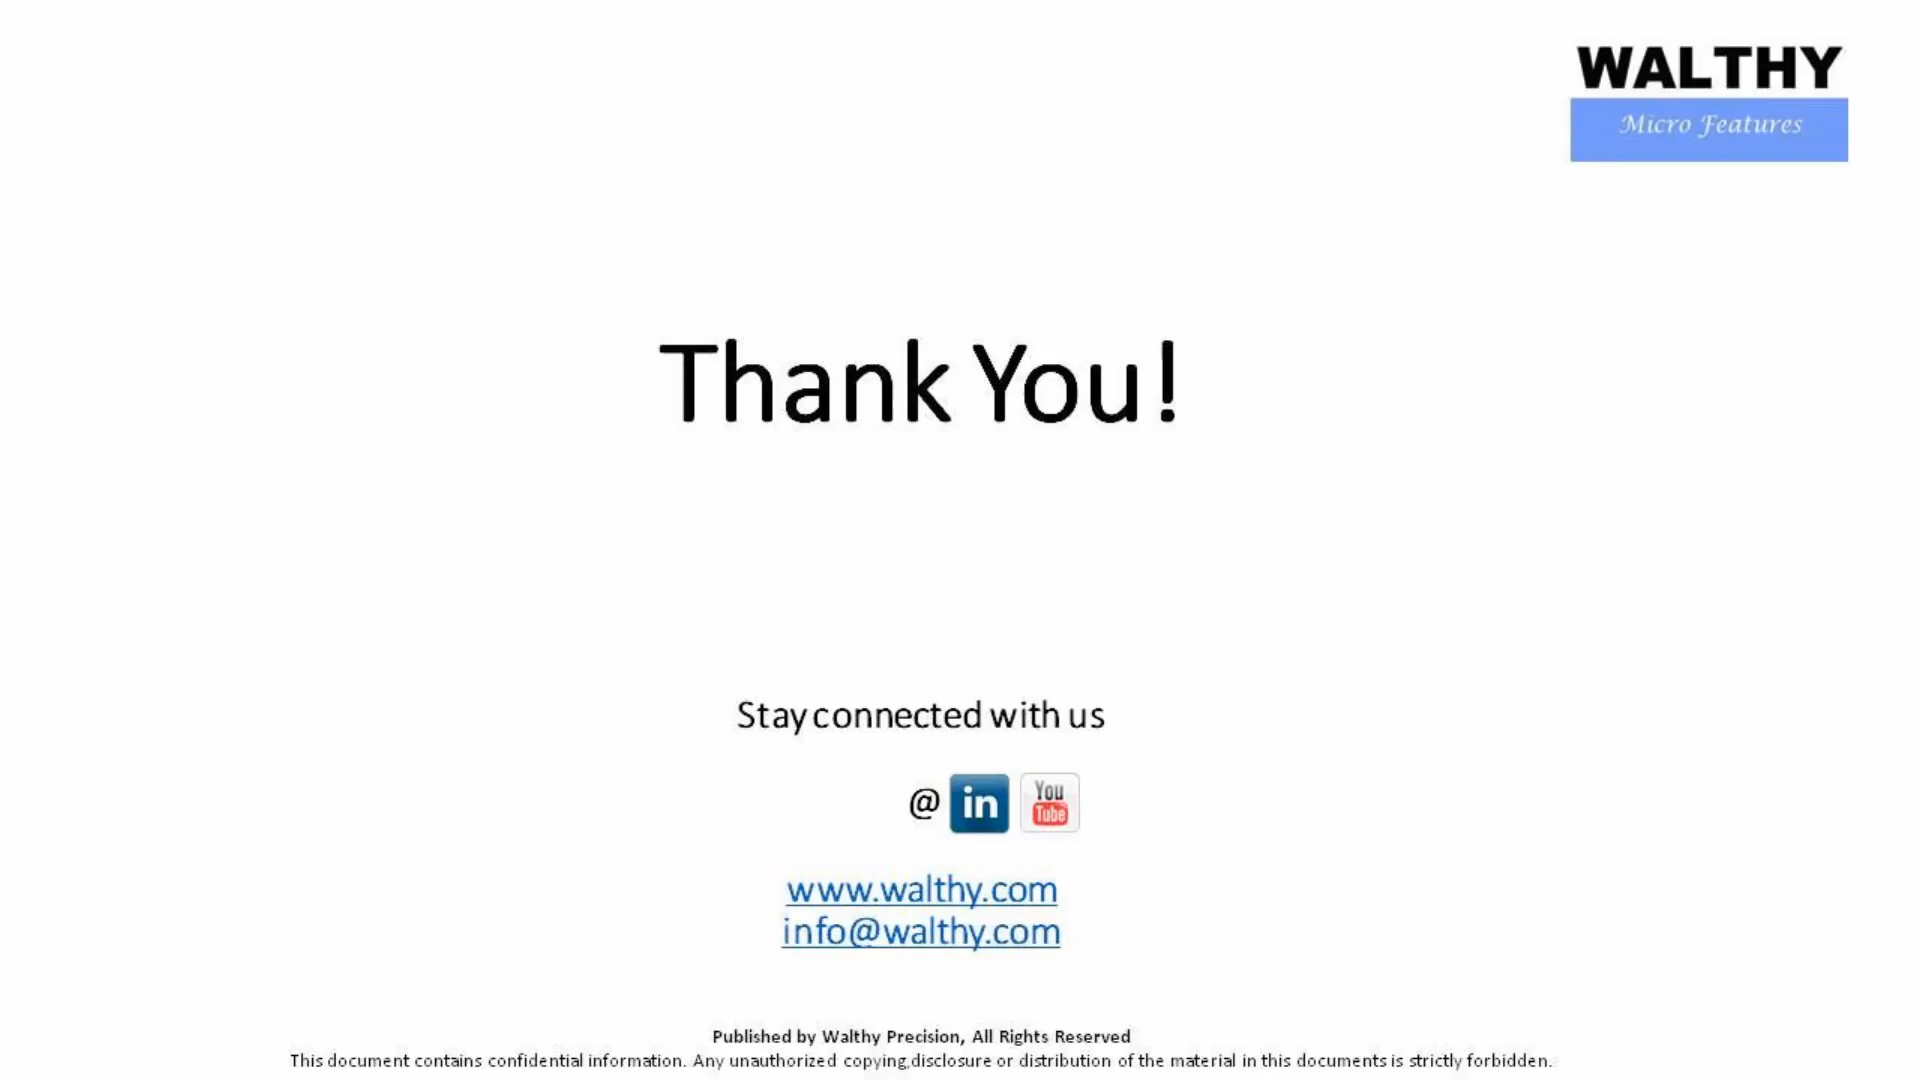 WALTHY
Micro Features
Thank You!
Stay connected with us
@ in You Tube
www.walthy.com
info@walthy.com
Published by Walthy Precision, All Rights Reserved
This document contains confidential information. Any unauthorized copying,disclosure or distribution of the material in this documents is strictly forbidden.